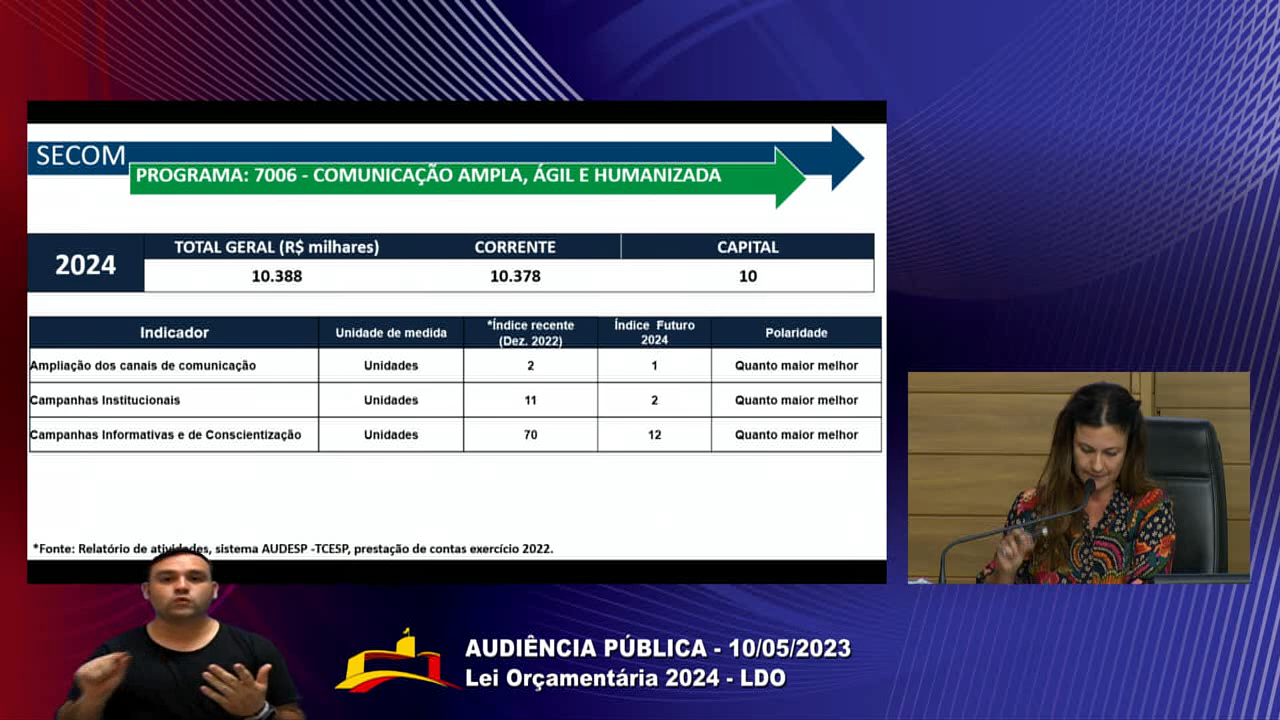 SECOM
PROGRAMA: 7006 - COMUNICAÇÃO AMPLA, ÁGIL E HUMANIZADA
2024
TOTAL GERAL (R$ milhares) CORRENTE CAPITAL
10.388 10.378 10
Indicador Unidade de medida *Índice recente (Dez. 2022) Índice Futuro 2024 Polaridade
Ampliação dos canais de comunicação Unidades 2 1 Quanto maior melhor
Campanhas Institucionais Unidades 11 2 Quanto maior melhor
Campanhas Informativas e de Conscientização Unidades 70 12 Quanto maior melhor
*Fonte: Relatório de atividades, sistema AUDESP -TCESP, prestação de contas exercício 2022.
AUDIÊNCIA PÚBLICA - 10/05/2023
Lei Orçamentária 2024 - LDO